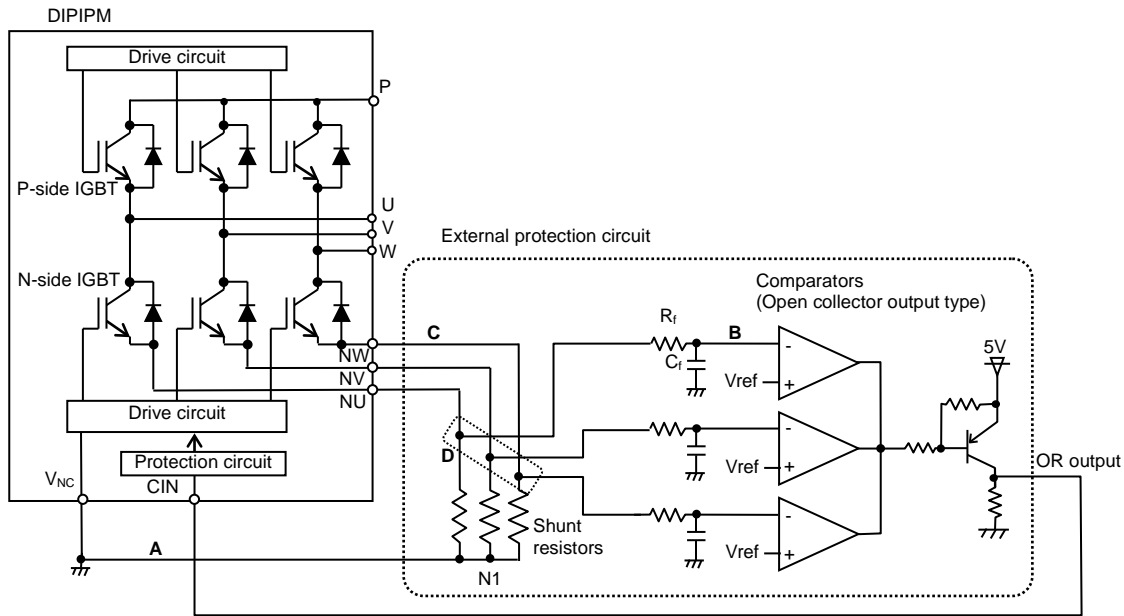 DIPIPM
Drive circuit
P
P-side IGBT
U
V
W
N-side IGBT
External protection circuit
Comparators
(Open collector output type)
C
Rf
B
-
5V
NW
Cf
Vref
+
NV
NU
Drive circuit
-
D
Vref
+
Protection circuit
OR output
VNC
CIN
-
Shunt
resistors
A
Vref
+
N1